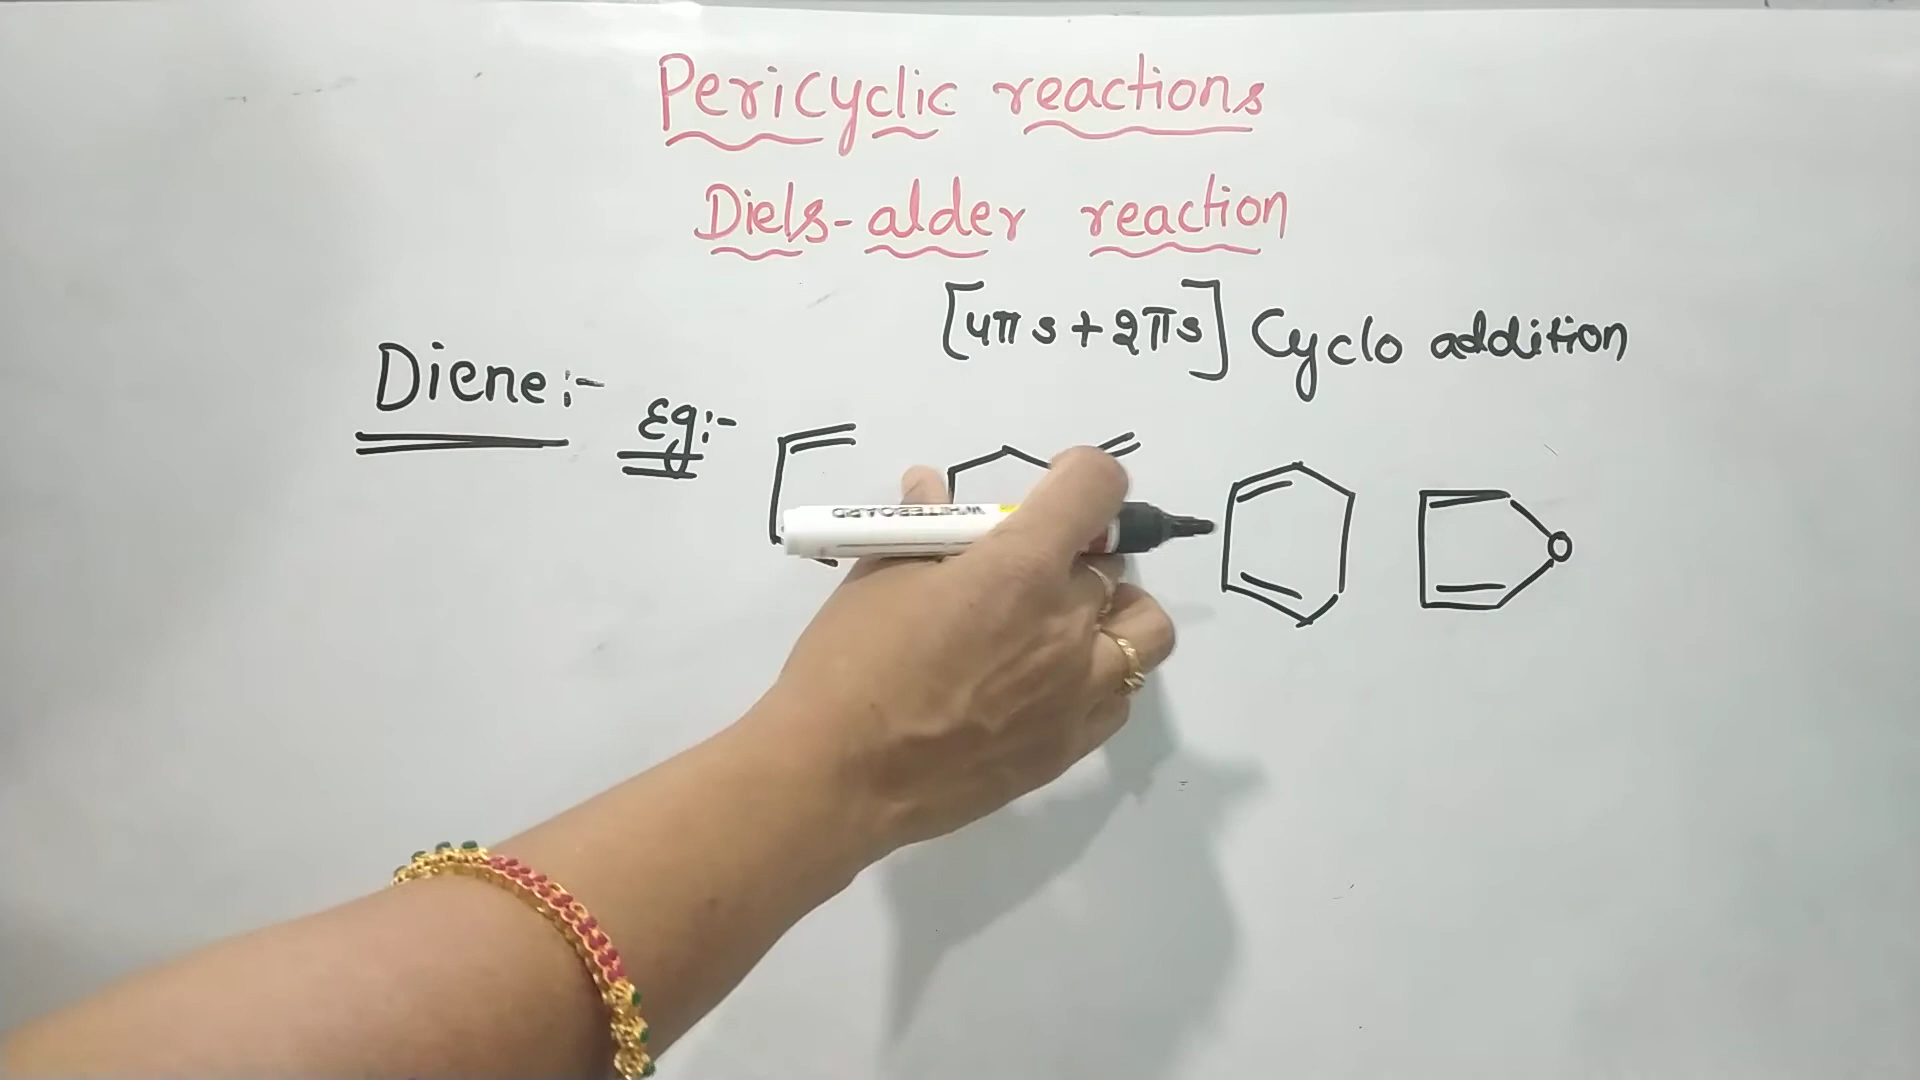 Pericyclic reactions
Diels-alder reaction
[4πs+2πs] Cyclo addition
Diene:-
Eg:-
O
WHITEBOARD